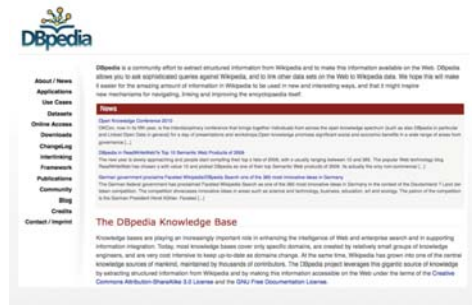 DBpedia
About / News
Applications
Use Cases
Datasets
Online Access
Downloads
ChangeLog
Interlinking
Framework
Publications
Community
Blog
Credits
Contact / Imprint
DBpedia is a community effort to extract structured information from Wikipedia and to make this information available on the Web. DBpedia
allows you to ask sophisticated queries against Wikipedia, and to link other data sets on the Web to Wikipedia data. We hope this will make
it easier for the amazing amount of information in Wikipedia to be used in new and interesting ways, and that it might inspire
new mechanisms for navigating, linking and improving the encyclopaedia itself.
News
Open Knowledge Conference 2010
governance [...]
DBpedia in ReadWriteWeb's Top 10 Semantic Web Products of 2009
German government proclaims Faceted Wikipedia/DBpedia Search one of the 365 most innovative ideas in Germany
is the German President Horst Köhler. Faceted [...]
The DBpedia Knowledge Base
Knowledge bases are playing an increasingly important role in enhancing the intelligence of Web and enterprise search and in supporting
information integration. Today, most knowledge bases cover only specific domains, are created by relatively small groups of knowledge
engineers, and are very cost intensive to keep up-to-date as domains change. At the same time, Wikipedia has grown into one of the central
knowledge sources of mankind, maintained by thousands of contributors. The DBpedia project leverages this gigantic source of knowledge
by extracting structured information from Wikipedia and by making this information accessible on the Web under the terms of the Creative
Commons Attribution-ShareAlike 3.0 License and the GNU Free Documentation License.